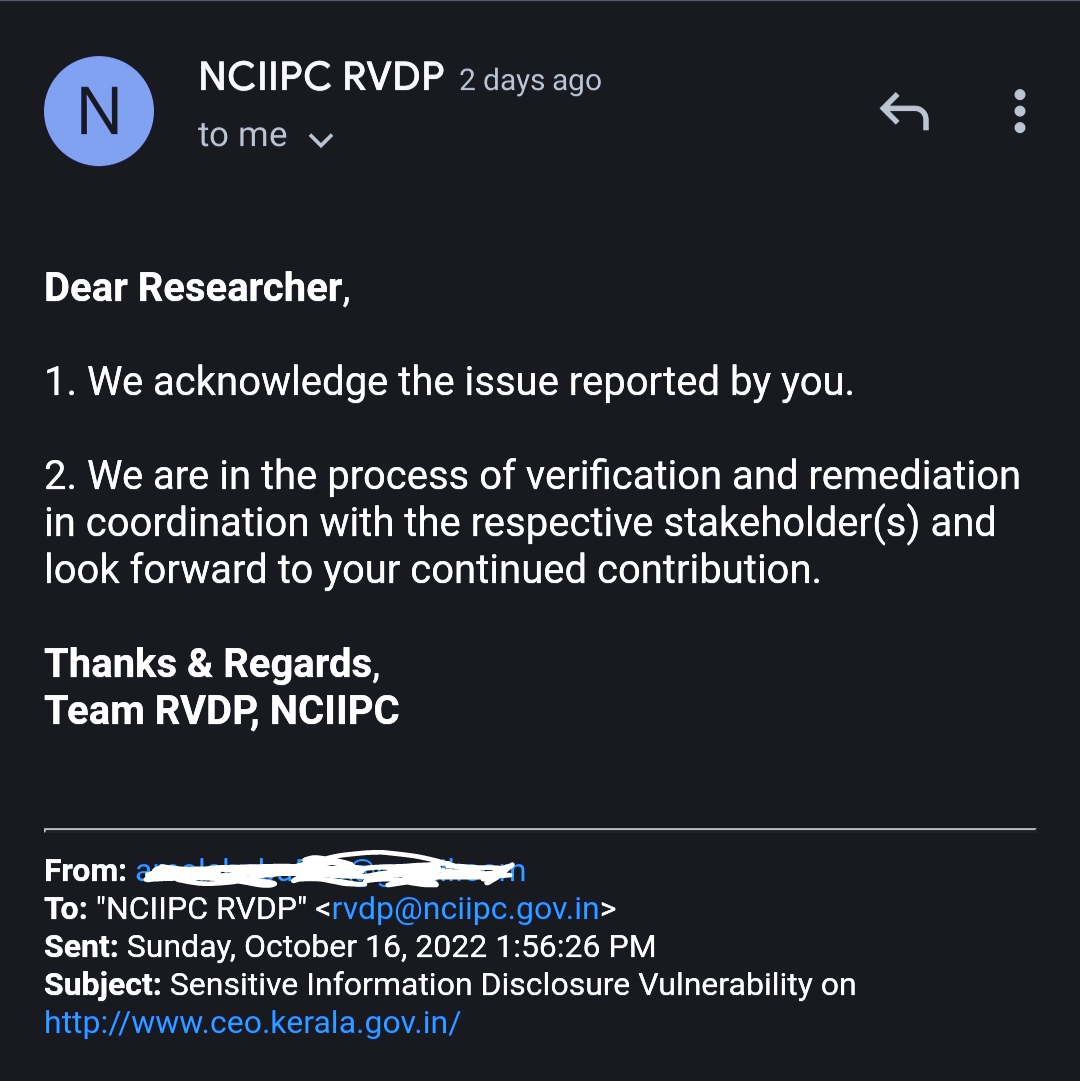 N
NCIIPC RVDP 2 days ago
to me
Dear Researcher,
1. We acknowledge the issue reported by you.
2. We are in the process of verification and remediation
in coordination with the respective stakeholder(s) and
look forward to your continued contribution.
Thanks & Regards,
Team RVDP, NCIIPC
From:
To: "NCIIPC RVDP" <rvdp@nciipc.gov.in>
Sent: Sunday, October 16, 2022 1:56:26 PM
Subject: Sensitive Information Disclosure Vulnerability on
http://www.ceo.kerala.gov.in/